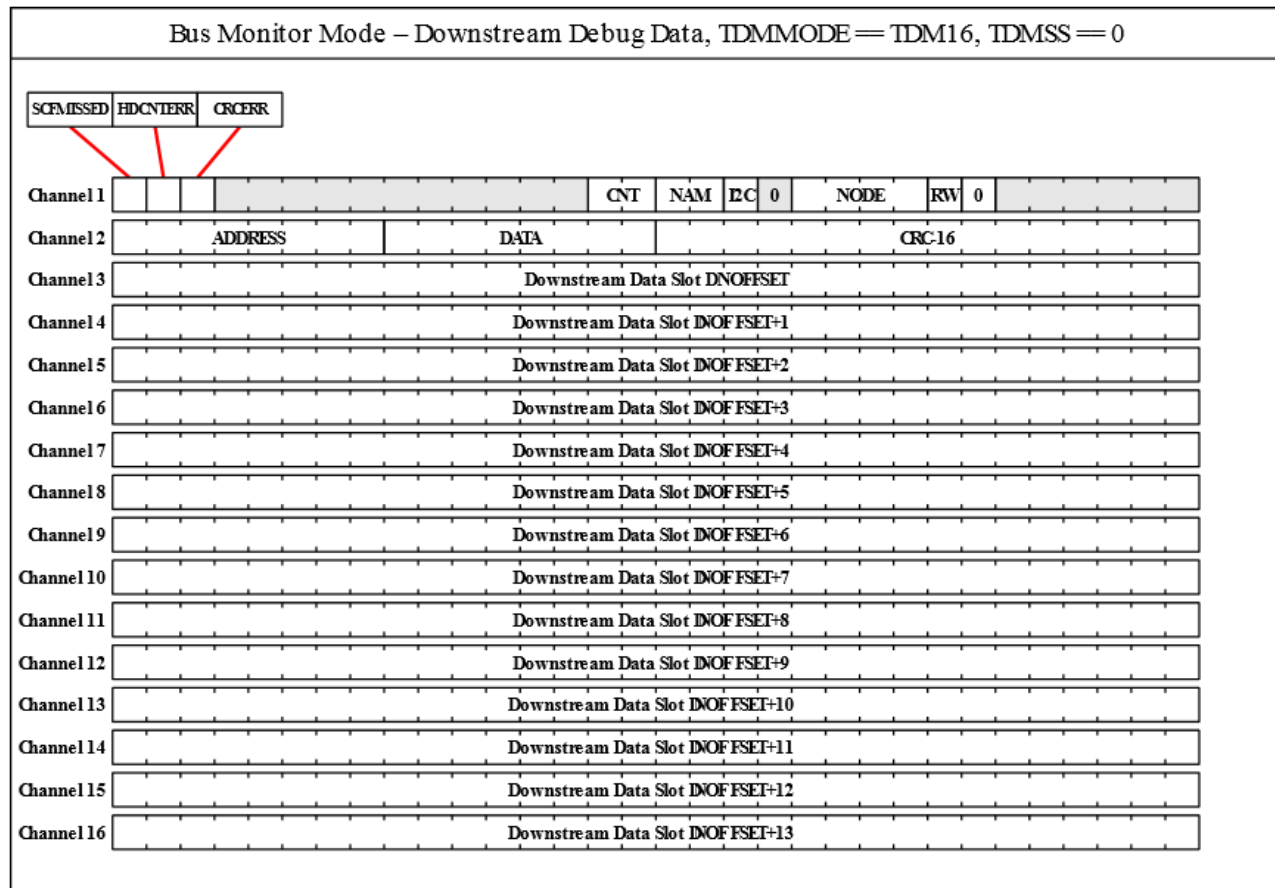 Bus Monitor Mode – Downstream Debug Data, TDMMODE == TDM16, TDMSS == 0
SCFMISSED HDCNTERR CRCERR
Channel 1 CNT NAM I2C 0 NODE RW 0
Channel 2 ADDRESS DATA CRC-16
Channel 3 Downstream Data Slot DNOFFSET
Channel 4 Downstream Data Slot DNOFFSET+1
Channel 5 Downstream Data Slot DNOFFSET+2
Channel 6 Downstream Data Slot DNOFFSET+3
Channel 7 Downstream Data Slot DNOFFSET+4
Channel 8 Downstream Data Slot DNOFFSET+5
Channel 9 Downstream Data Slot DNOFFSET+6
Channel 10 Downstream Data Slot DNOFFSET+7
Channel 11 Downstream Data Slot DNOFFSET+8
Channel 12 Downstream Data Slot DNOFFSET+9
Channel 13 Downstream Data Slot DNOFFSET+10
Channel 14 Downstream Data Slot DNOFFSET+11
Channel 15 Downstream Data Slot DNOFFSET+12
Channel 16 Downstream Data Slot DNOFFSET+13